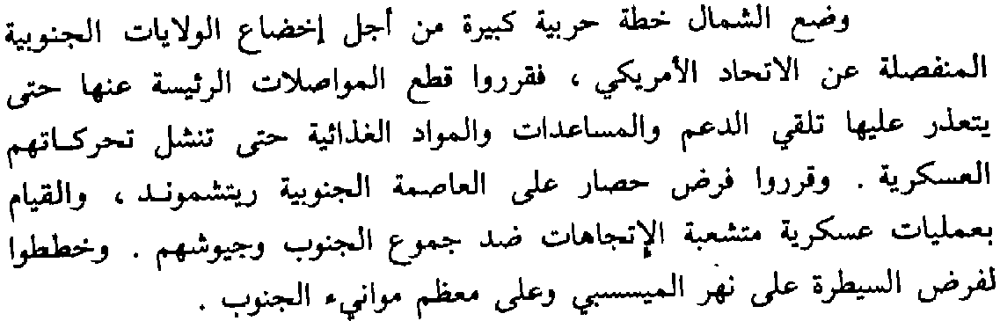 وضع الشمال خطة حربية كبيرة من أجل إخضاع الولايات الجنوبية
المنفصلة عن الاتحاد الأمريكي ، فقرروا قطع المواصلات الرئيسة عنها حتى
يتعذر عليها تلقي الدعم والمساعدات والمواد الغذائية حتى تنشل تحركاتهم
العسكرية . وقرروا فرض حصار على العاصمة الجنوبية ريتشموند ، والقيام
بعمليات عسكرية متشعبة الإتجاهات ضد جموع الجنوب وجيوشهم . وخططوا
لفرض السيطرة على نهر الميسسبي وعلى معظم موانيء الجنوب .